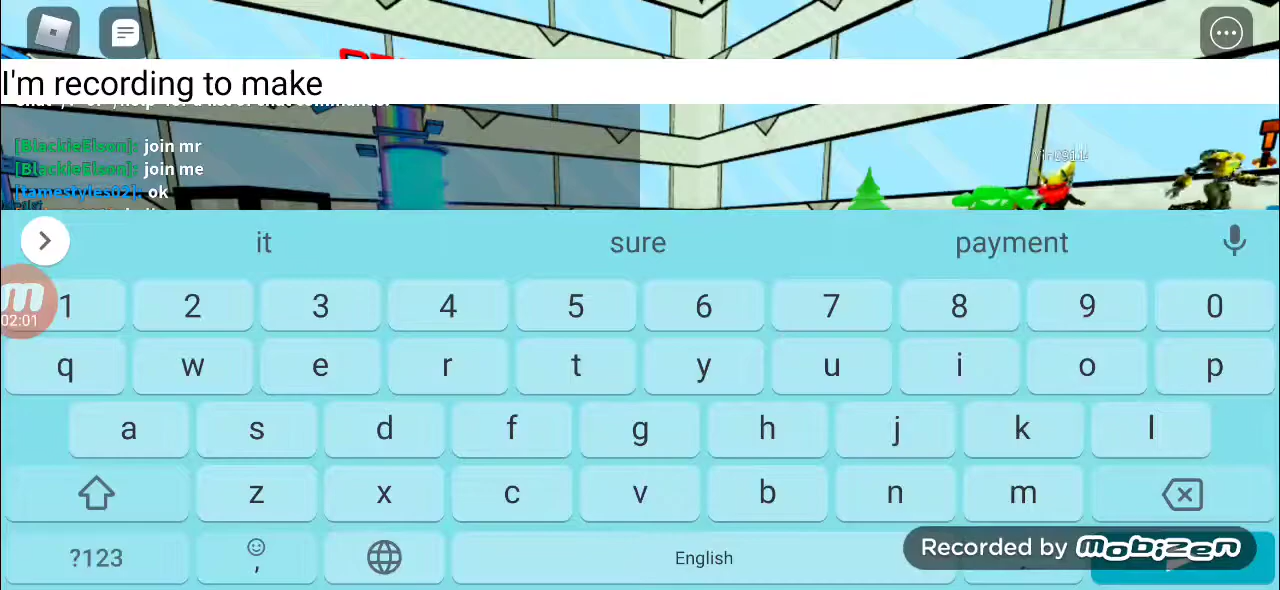 I'm recording to make
[BlackieElson]: join mr
[BlackieElson]: join me
[tamestyles02]: ok
it sure payment
02:01
1 2 3 4 5 6 7 8 9 0
q w e r t y u i o p
a s d f g h j k l
z x c v b n m
?123 , English
Recorded by mobizen